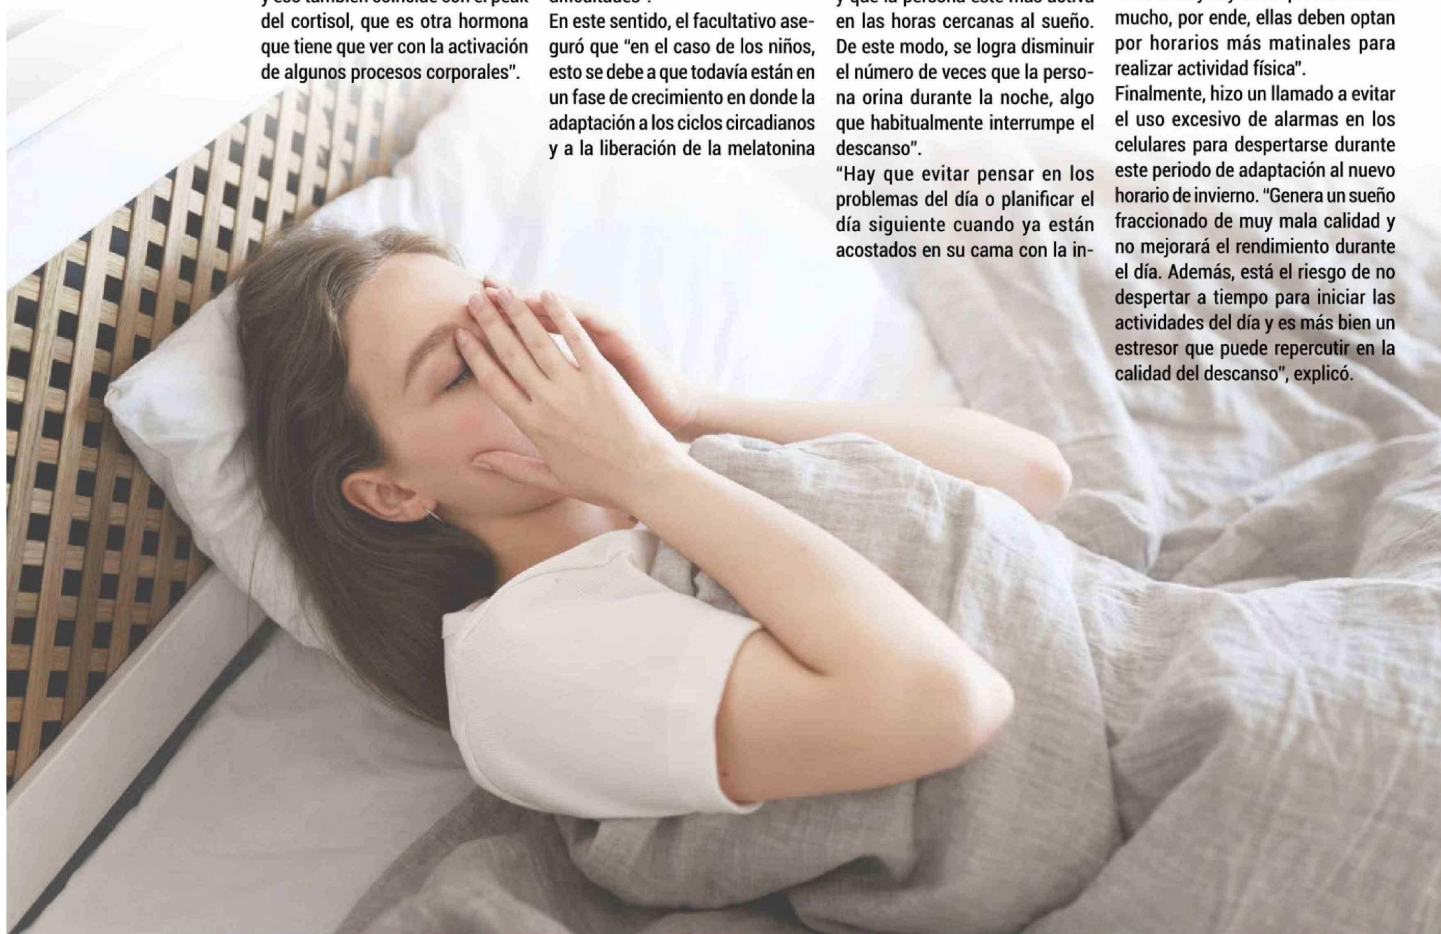 del cortisol, que es otra hormona
que tiene que ver con la activación
de algunos procesos corporales".
En este sentido, el facultativo ase-
guró que "en el caso de los niños,
esto se debe a que todavía están en
un fase de crecimiento en donde la
adaptación a los ciclos circadianos
y a la liberación de la melatonina
en las horas cercanas al sueño.
De este modo, se logra disminuir
el número de veces que la perso-
na orina durante la noche, algo
que habitualmente interrumpe el
descanso".
"Hay que evitar pensar en los
problemas del día o planificar el
día siguiente cuando ya están
acostados en su cama con la in-
mucho, por ende, ellas deben optan
por horarios más matinales para
realizar actividad física".
Finalmente, hizo un llamado a evitar
el uso excesivo de alarmas en los
celulares para despertarse durante
este periodo de adaptación al nuevo
horario de invierno. "Genera un sueño
fraccionado de muy mala calidad y
no mejorará el rendimiento durante
el día. Además, está el riesgo de no
despertar a tiempo para iniciar las
actividades del día y es más bien un
estresor que puede repercutir en la
calidad del descanso", explicó.